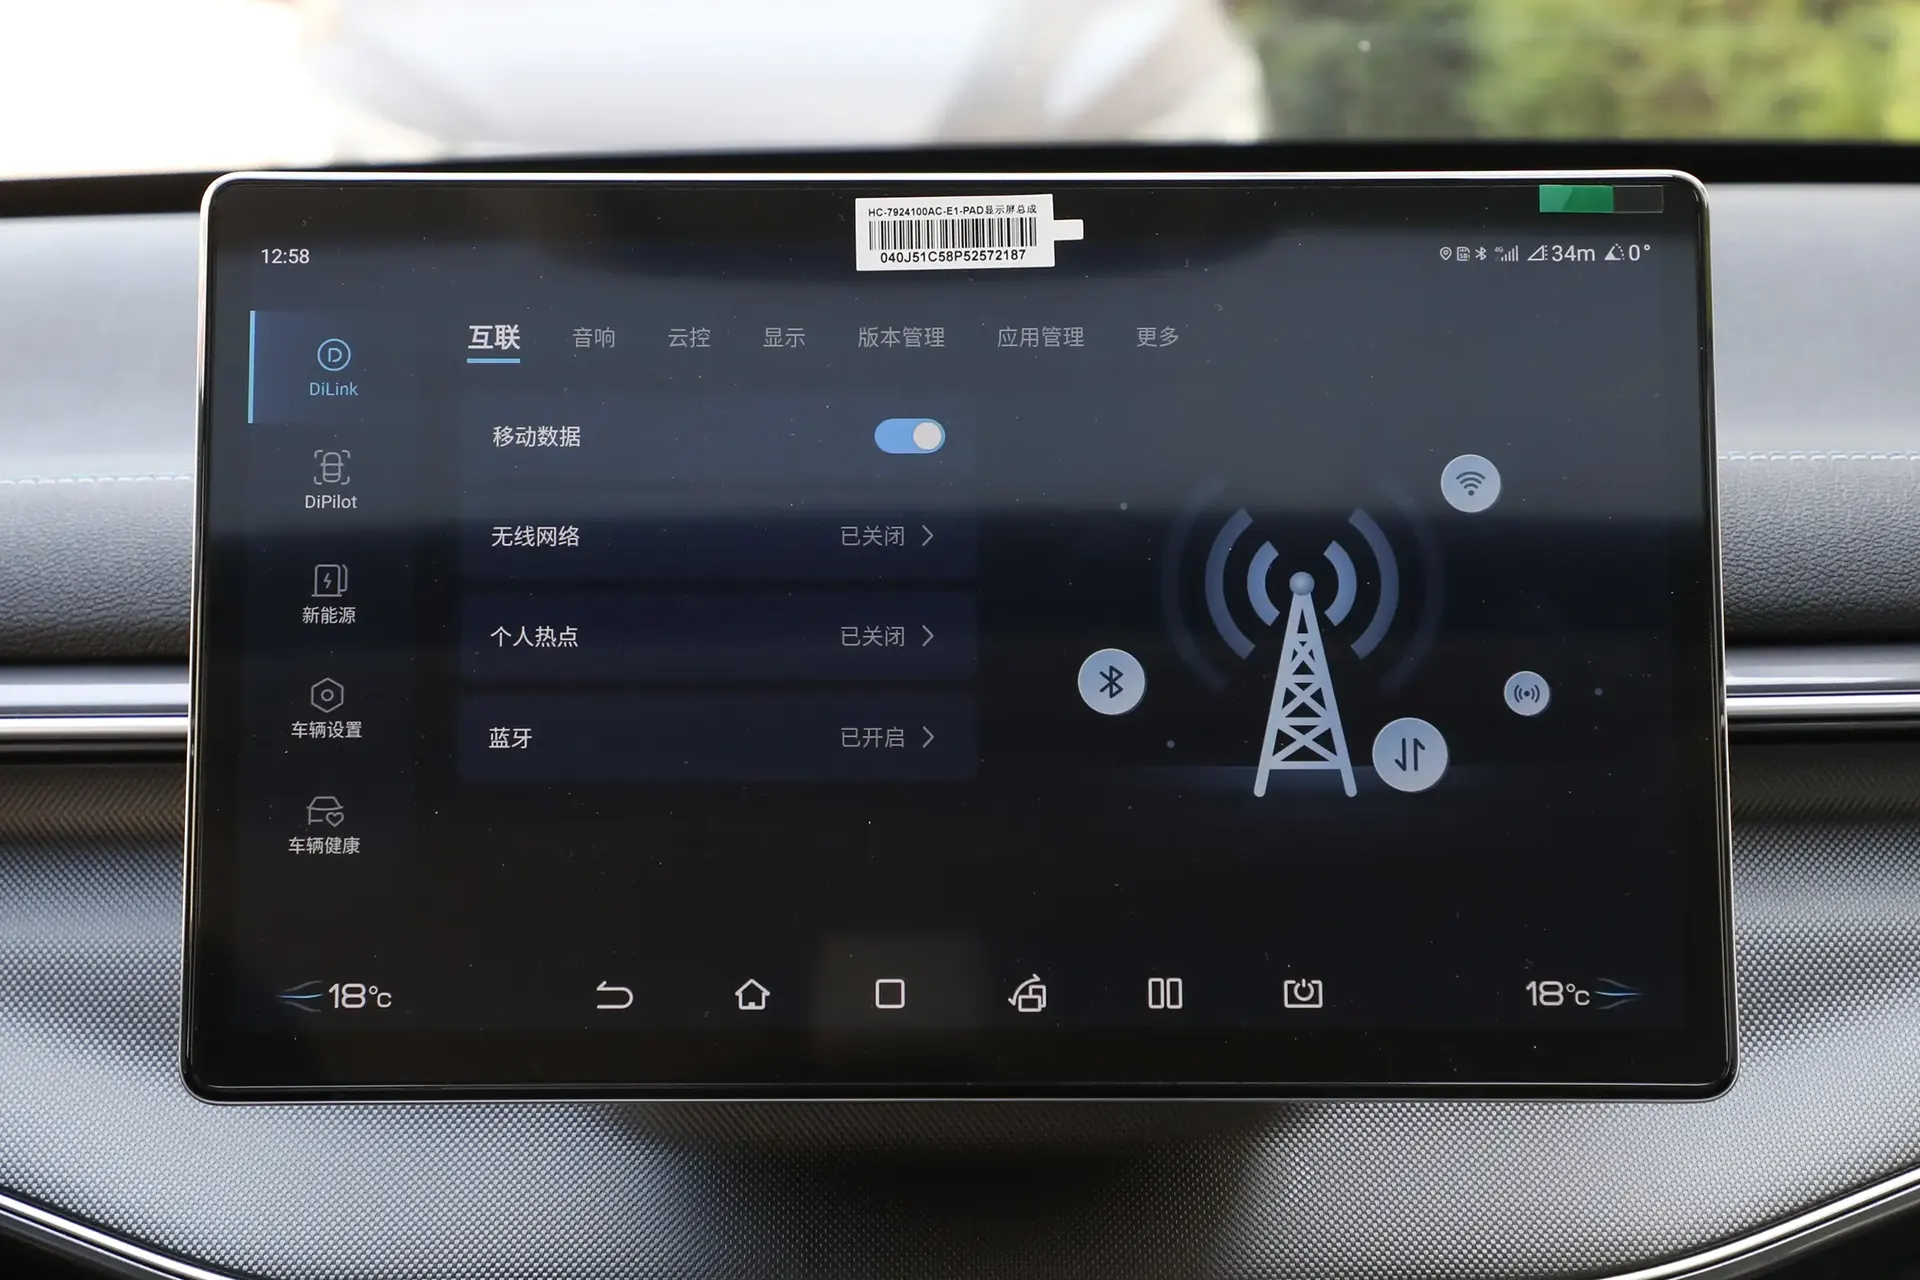 HC-7924100AC-E1-PAD显示屏总成
040J51C58P52572187
12:58
4G 34m 0°
DiLink
DiPilot
新能源
车辆设置
车辆健康
互联 音响 云控 显示 版本管理 应用管理 更多
移动数据
无线网络 已关闭
个人热点 已关闭
蓝牙 已开启
18°C 18°C